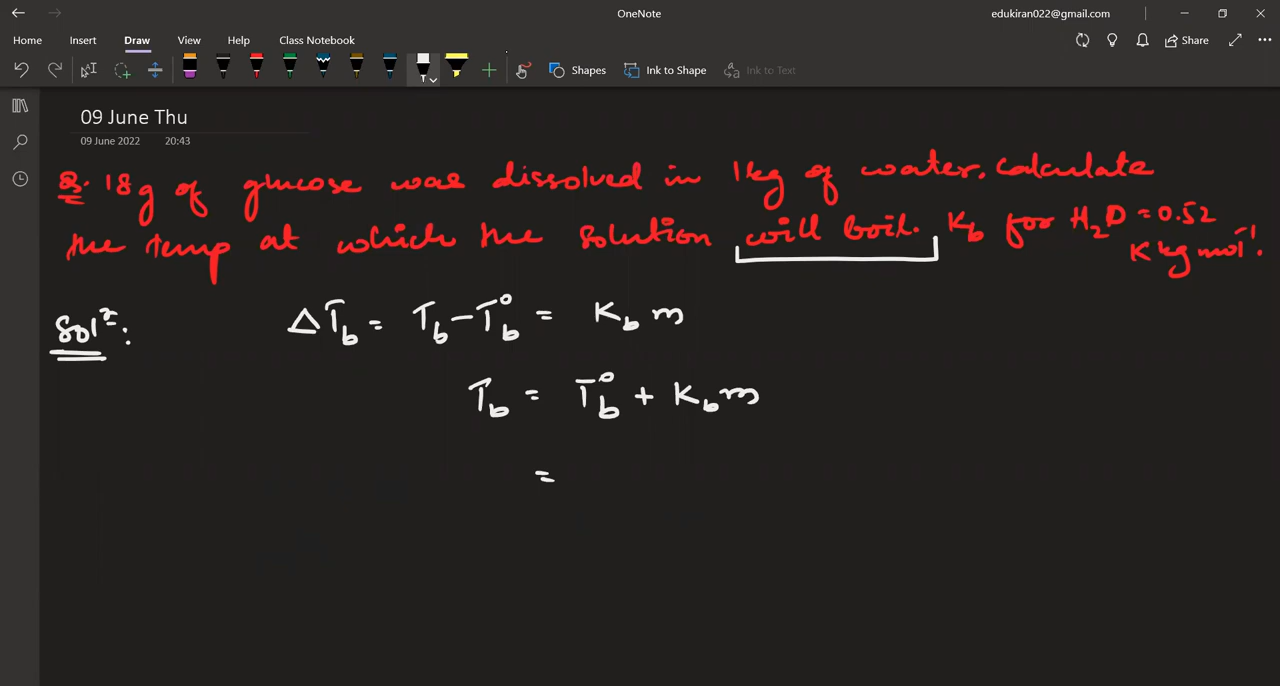 OneNote
edukiran022@gmail.com
Home Insert Draw View Help Class Notebook
Share
Shapes Ink to Shape Ink to Text
09 June Thu
09 June 2022 20:43
Q. 18g of glucose was dissolved in 1kg of water. Calculate
the temp at which the solution will boil. Kb for H2O = 0.52
K kg mol⁻¹.
Solⁿ: ΔTb = Tb − Tb⁰ = Kb m
Tb = Tb⁰ + Kb m
=